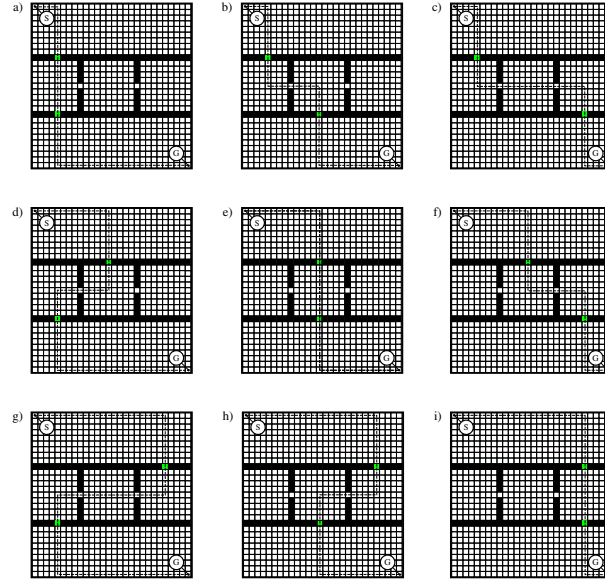 a) b) c)
S S S
G G G
d) e) f)
S S S
G G G
g) h) i)
S S S
G G G